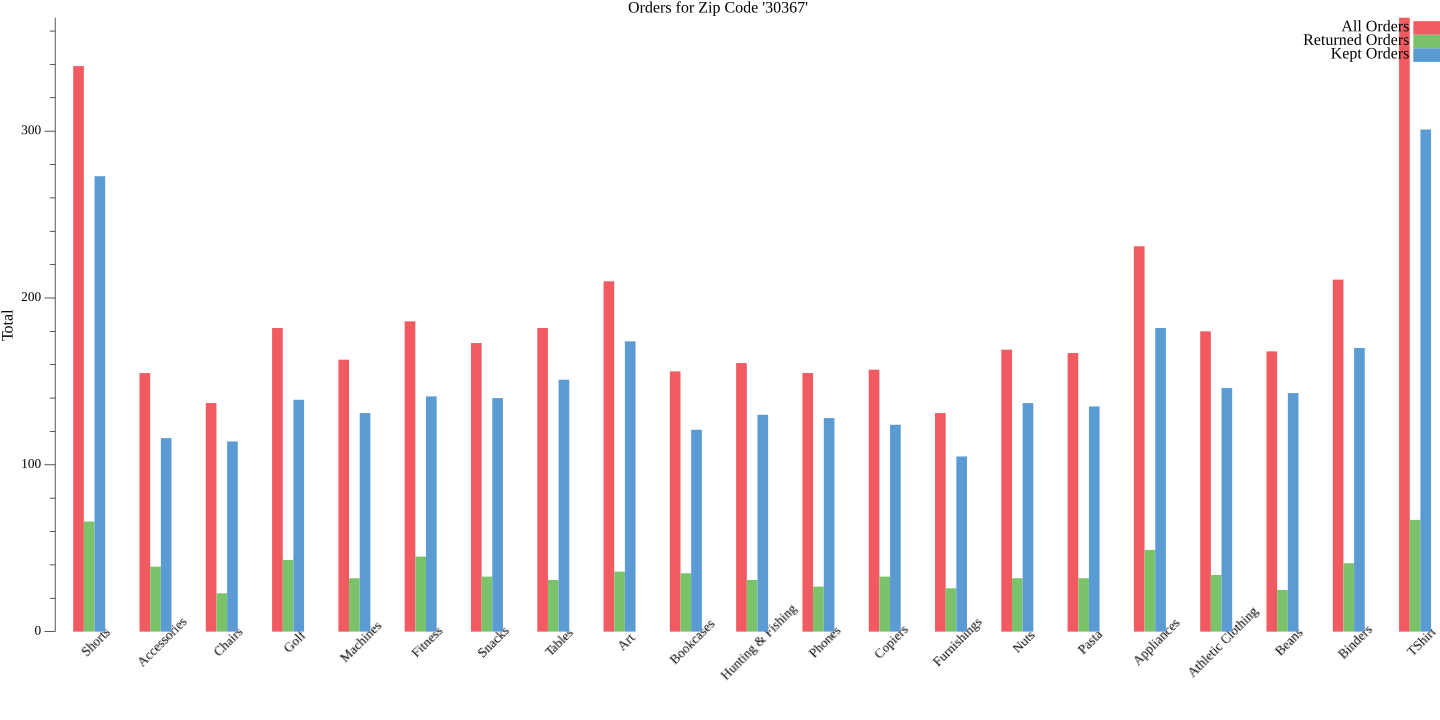 Orders for Zip Code '30367'
All Orders
Returned Orders
Kept Orders
Total
300
200
100
0
Shorts
Accessories
Chairs
Golf
Machines
Fitness
Snacks
Tables
Art
Bookcases
Hunting & Fishing
Phones
Copiers
Furnishings
Nuts
Pasta
Appliances
Athletic Clothing
Beans
Binders
TShirt